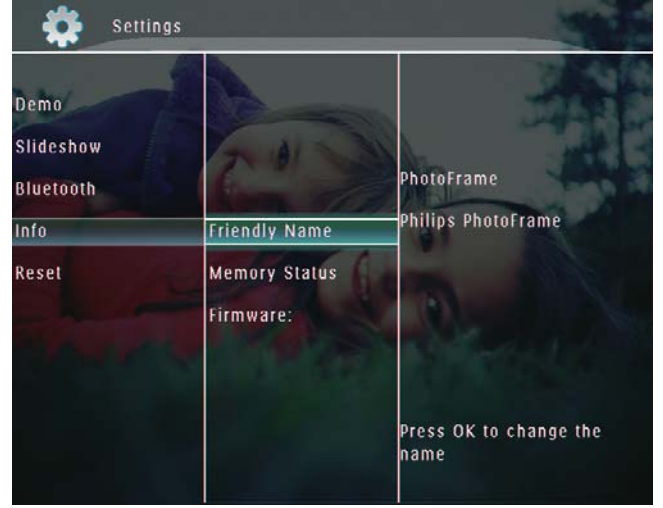 Settings
Demo
Slideshow
Bluetooth
Info
Reset
Friendly Name
Memory Status
Firmware:
PhotoFrame
Philips PhotoFrame
Press OK to change the
name